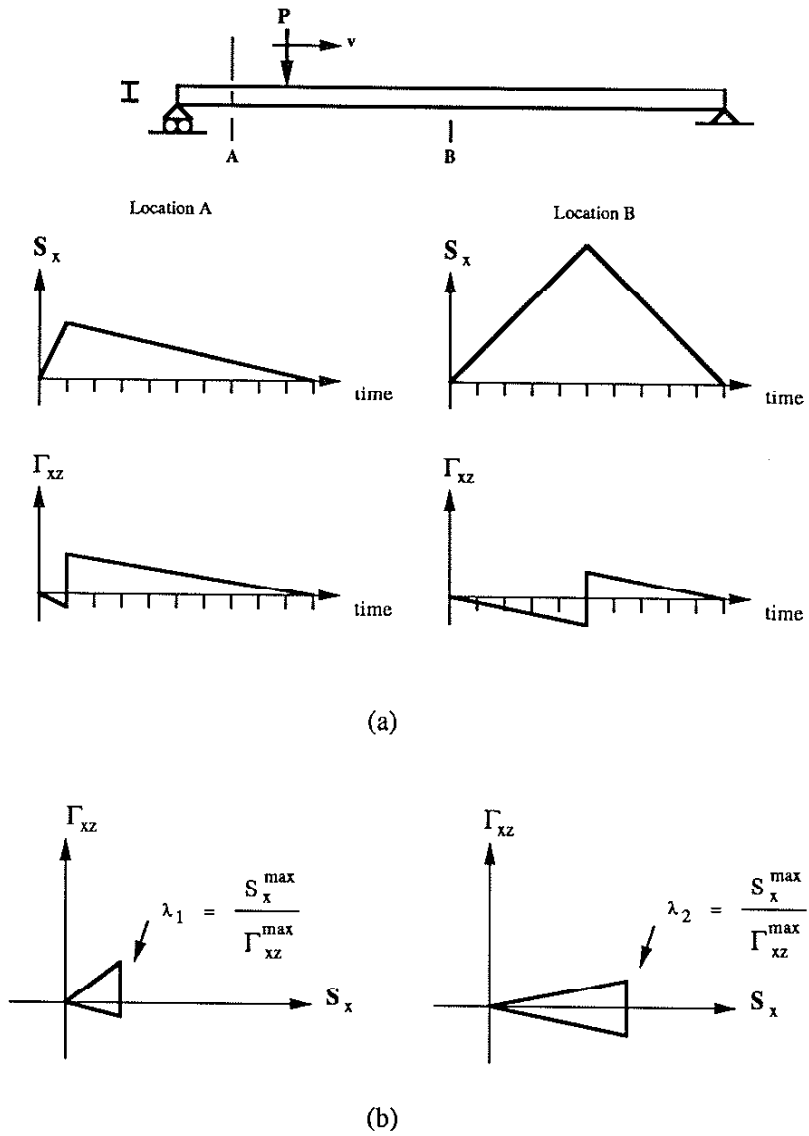 P
v
A
B
Location A
Location B
S x
S x
time
time
Γ xz
Γ xz
time
time
(a)
Γ xz
Γ xz
λ 1 = S x max / Γ xz max
λ 2 = S x max / Γ xz max
S x
S x
(b)